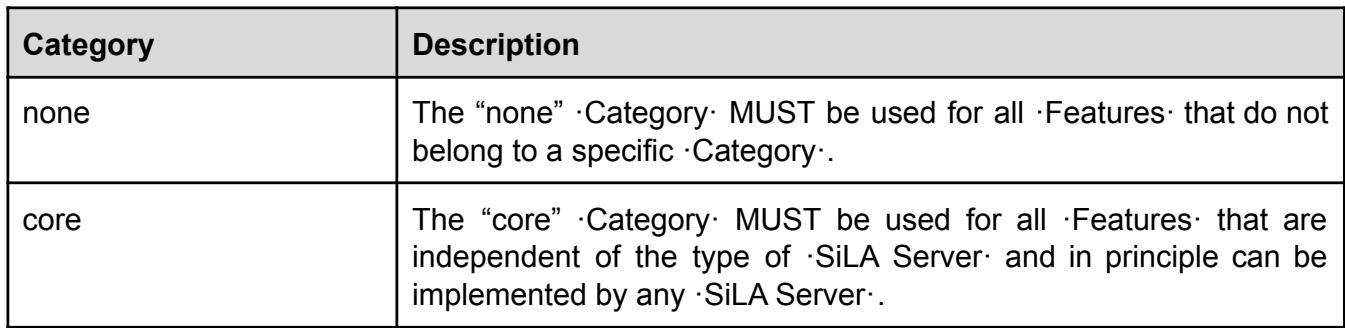 Category Description
none The “none” ·Category· MUST be used for all ·Features· that do not
belong to a specific ·Category·.
core The “core” ·Category· MUST be used for all ·Features· that are
independent of the type of ·SiLA Server· and in principle can be
implemented by any ·SiLA Server·.